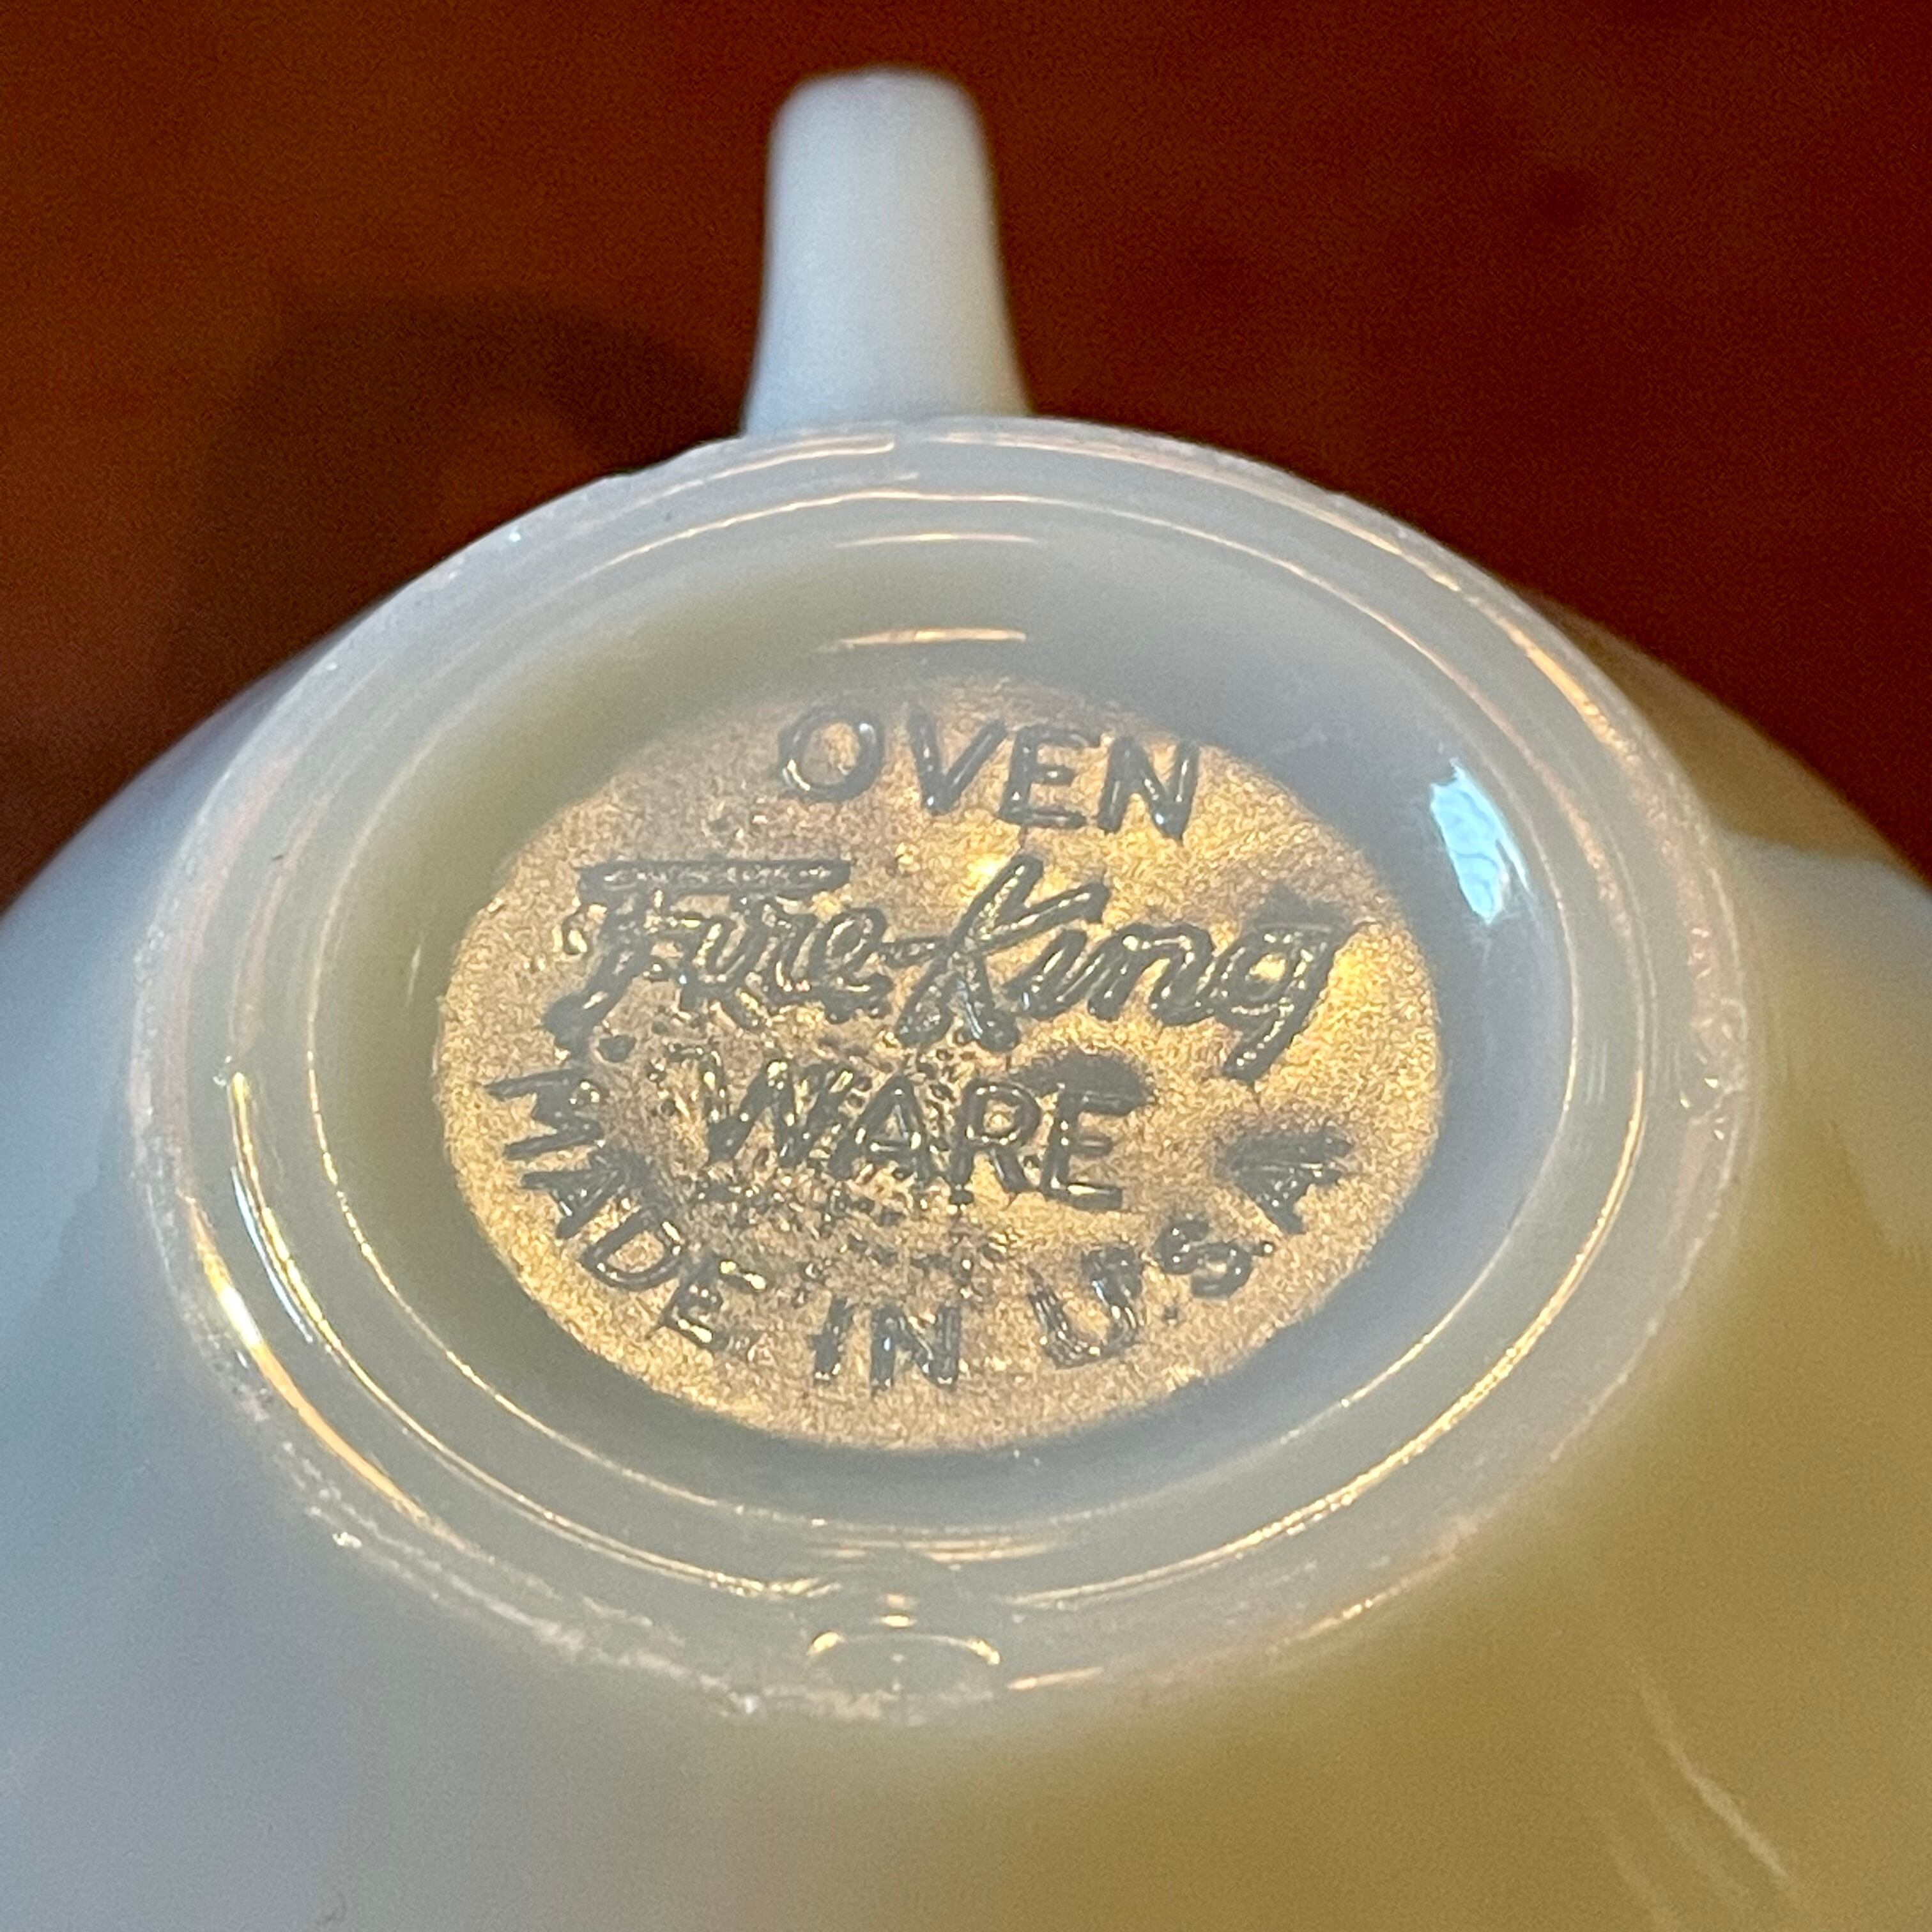 OVEN
Fire-King
WARE
MADE IN U.S.A